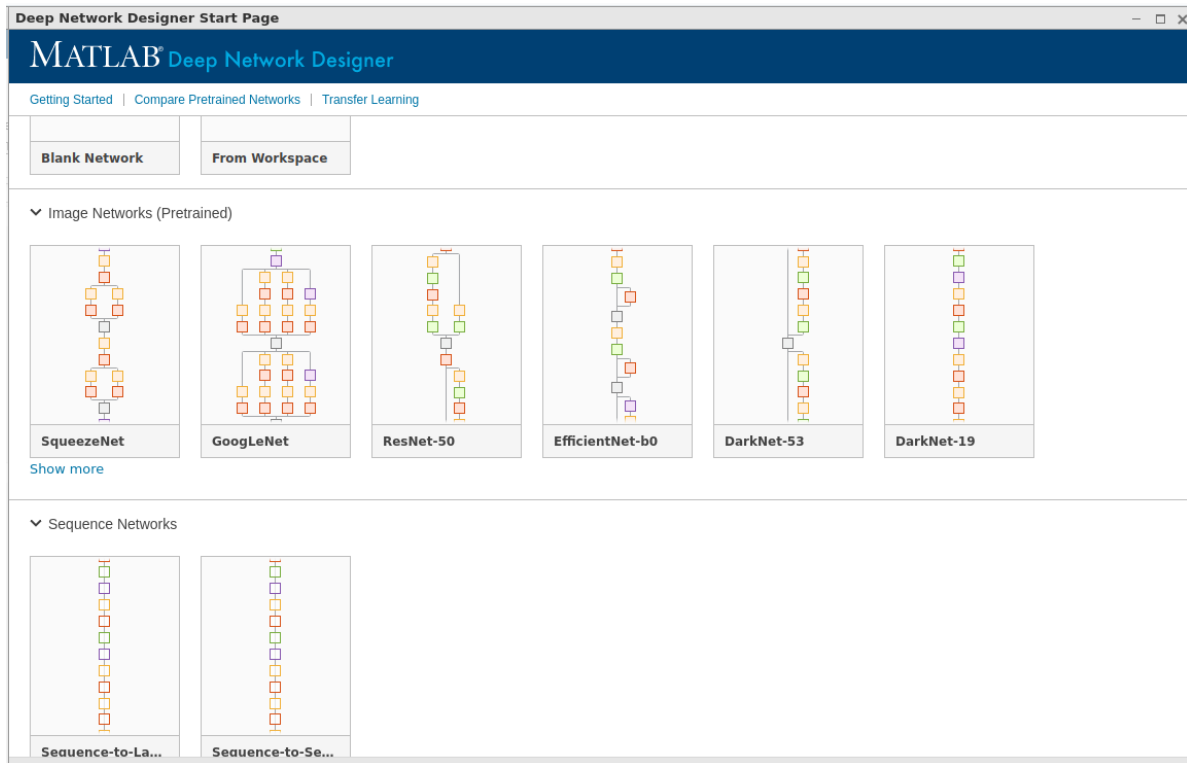 Deep Network Designer Start Page
MATLAB® Deep Network Designer
Getting Started | Compare Pretrained Networks | Transfer Learning
Blank Network From Workspace
Image Networks (Pretrained)
SqueezeNet GoogLeNet ResNet-50 EfficientNet-b0 DarkNet-53 DarkNet-19
Show more
Sequence Networks
Sequence-to-La... Sequence-to-Se...